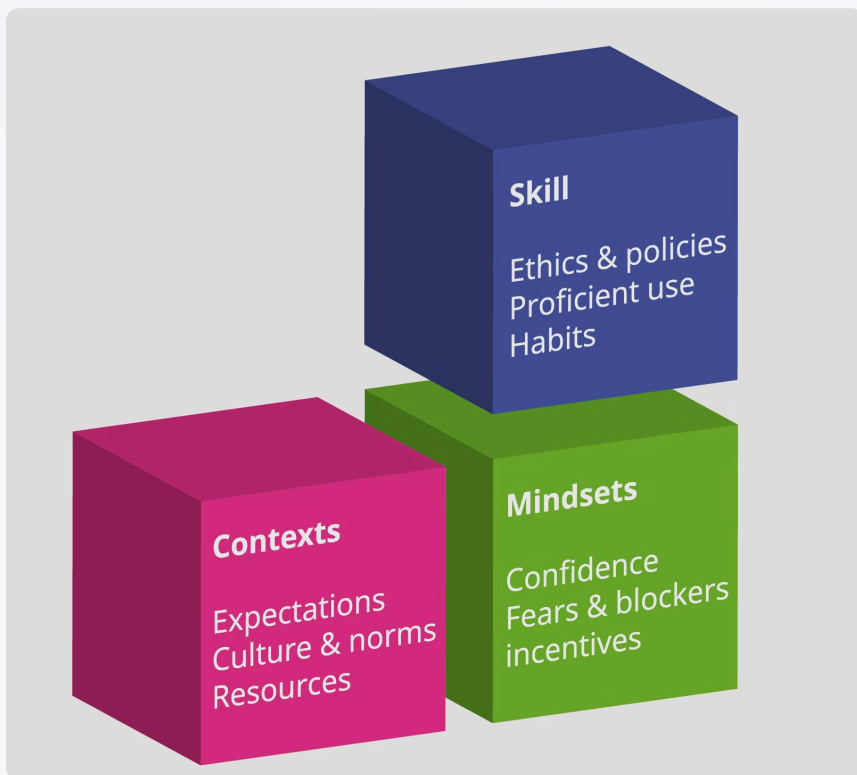 Skill
Ethics & policies
Proficient use
Habits
Mindsets
Confidence
Fears & blockers
incentives
Contexts
Expectations
Culture & norms
Resources